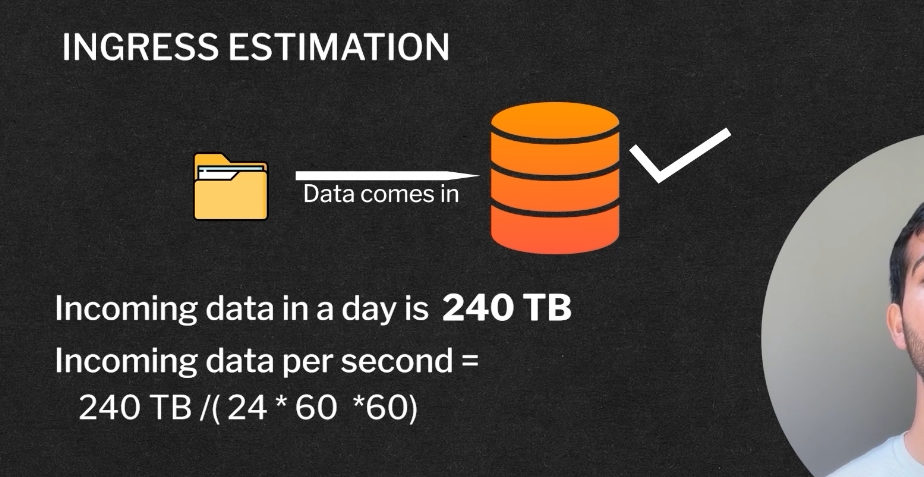 INGRESS ESTIMATION
Data comes in
Incoming data in a day is 240 TB
Incoming data per second =
240 TB /( 24 * 60 *60)